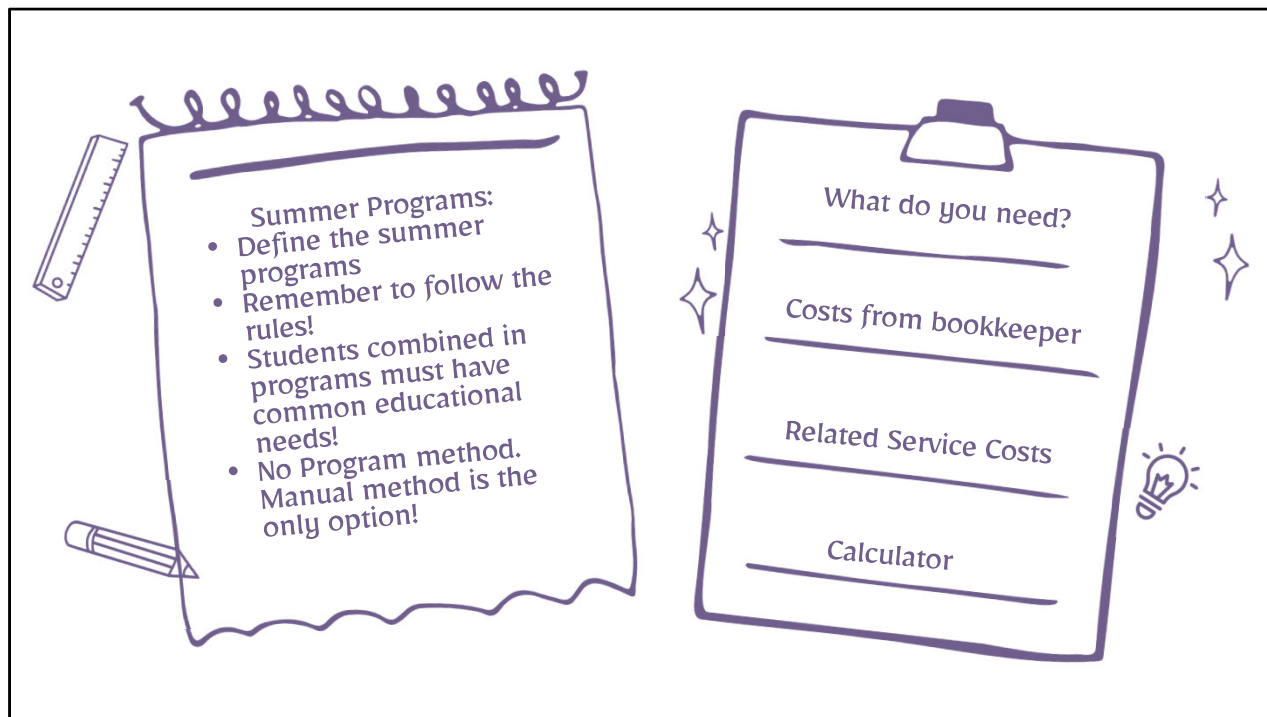 Summer Programs:
• Define the summer
programs
• Remember to follow the
rules!
• Students combined in
programs must have
common educational
needs!
• No Program method.
Manual method is the
only option!
What do you need?
Costs from bookkeeper
Related Service Costs
Calculator